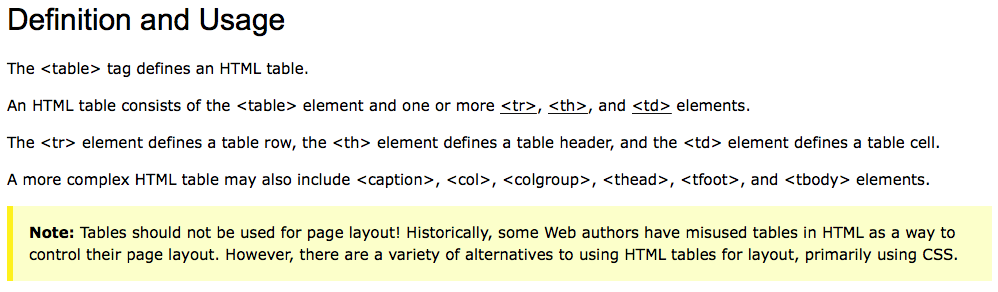 Definition and Usage
The <table> tag defines an HTML table.
An HTML table consists of the <table> element and one or more <tr>, <th>, and <td> elements.
The <tr> element defines a table row, the <th> element defines a table header, and the <td> element defines a table cell.
A more complex HTML table may also include <caption>, <col>, <colgroup>, <thead>, <tfoot>, and <tbody> elements.
Note: Tables should not be used for page layout! Historically, some Web authors have misused tables in HTML as a way to
control their page layout. However, there are a variety of alternatives to using HTML tables for layout, primarily using CSS.